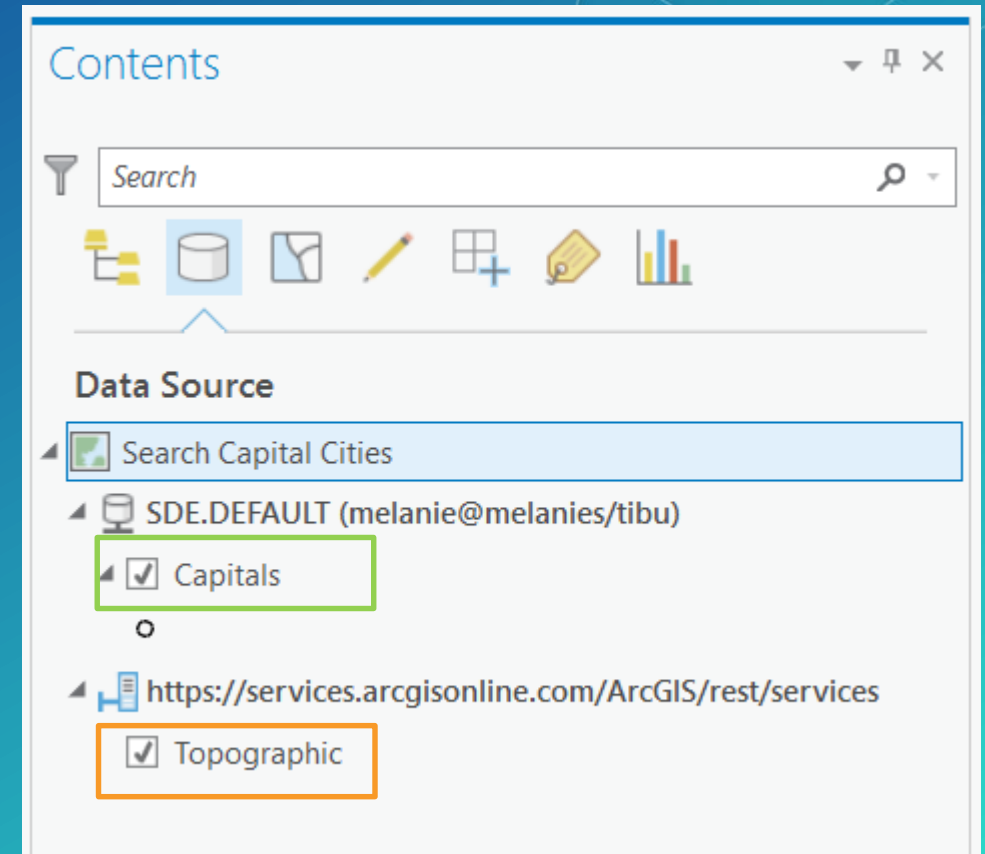 Contents
Search
Data Source
Search Capital Cities
SDE.DEFAULT (melanie@melanies/tibu)
Capitals
https://services.arcgisonline.com/ArcGIS/rest/services
Topographic